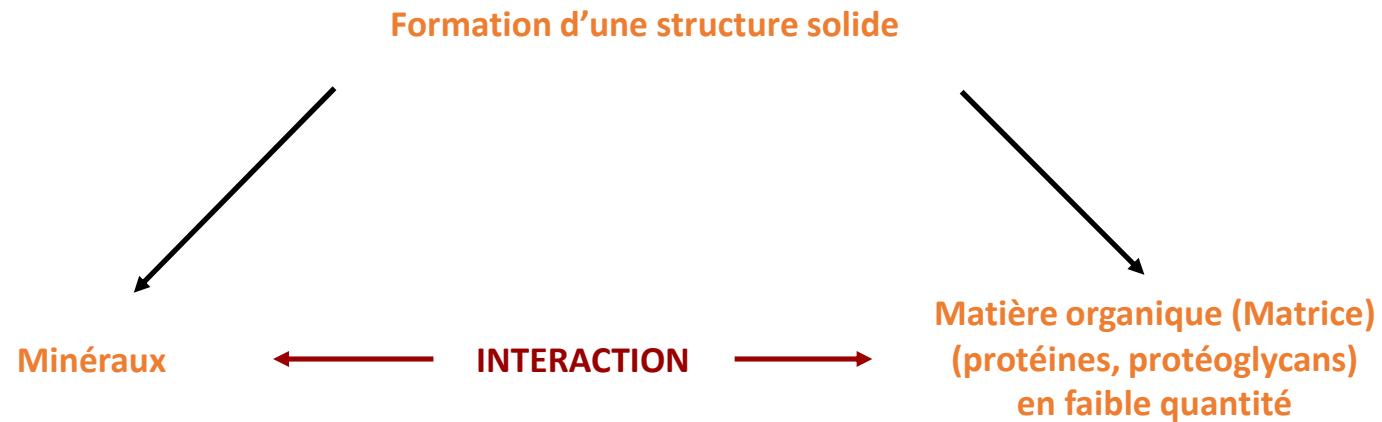 Formation d’une structure solide
Minéraux
INTERACTION
Matière organique (Matrice)
(protéines, protéoglycans)
en faible quantité